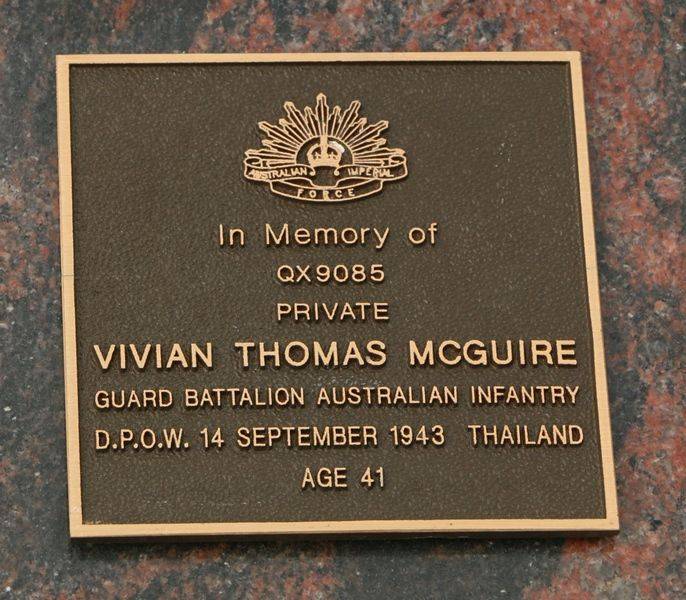 AUSTRALIAN IMPERIAL
FORCE
In Memory of
QX9085
PRIVATE
VIVIAN THOMAS MCGUIRE
GUARD BATTALION AUSTRALIAN INFANTRY
D.P.O.W. 14 SEPTEMBER 1943 THAILAND
AGE 41